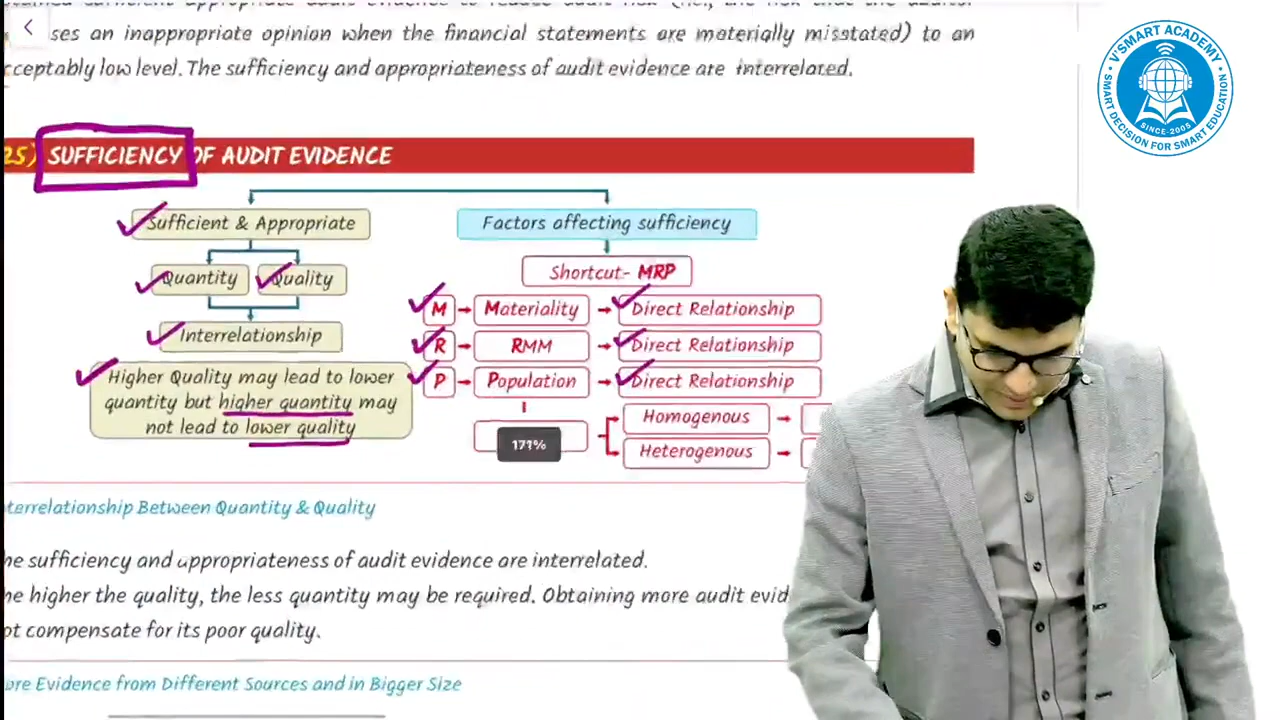 ses an inappropriate opinion when the financial statements are materially misstated) to an
cceptably low level. The sufficiency and appropriateness of audit evidence are interrelated.
25) SUFFICIENCY OF AUDIT EVIDENCE
Sufficient & Appropriate
Quantity Quality
Interrelationship
Higher Quality may lead to lower
quantity but higher quantity may
not lead to lower quality
Factors affecting sufficiency
Shortcut- MRP
M Materiality Direct Relationship
R RMM Direct Relationship
P Population Direct Relationship
171%
Homogenous
Heterogenous
terrelationship Between Quantity & Quality
he sufficiency and appropriateness of audit evidence are interrelated.
he higher the quality, the less quantity may be required. Obtaining more audit evid
ot compensate for its poor quality.
ore Evidence from Different Sources and in Bigger Size
V'SMART ACADEMY
SINCE-2005
SMART DECISION FOR SMART EDUCATION